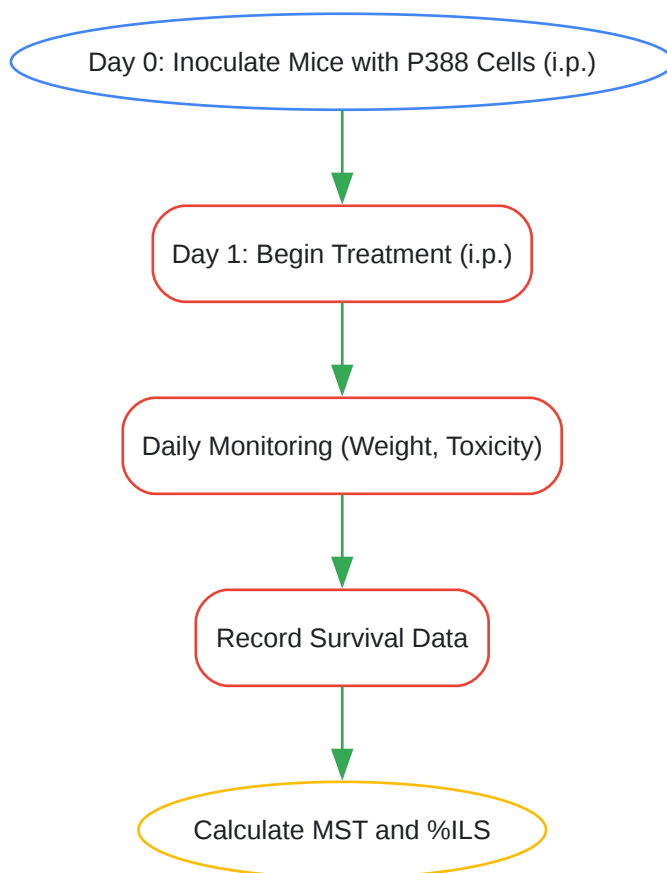 Day 0: Inoculate Mice with P388 Cells (i.p.)
Day 1: Begin Treatment (i.p.)
Daily Monitoring (Weight, Toxicity)
Record Survival Data
Calculate MST and %ILS